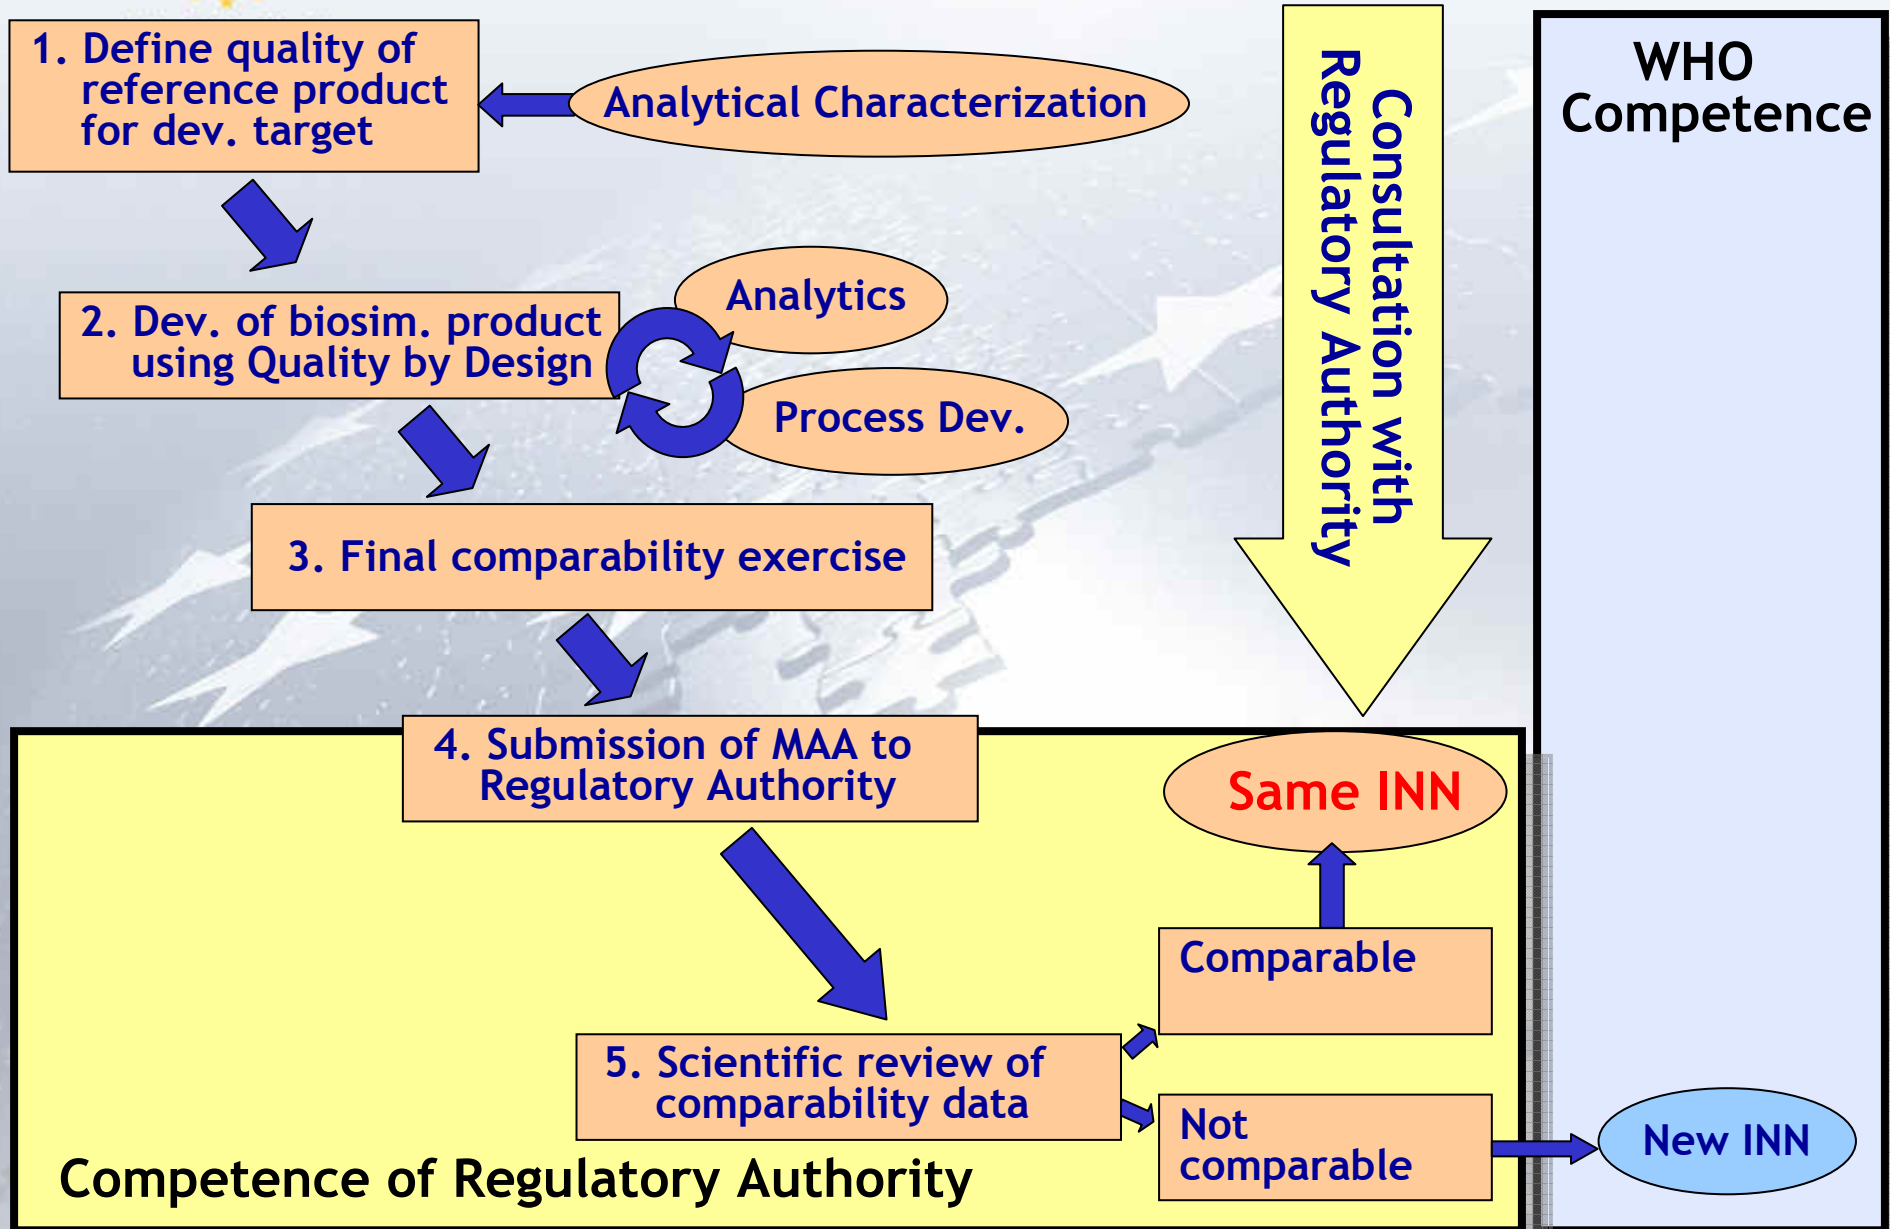 1. Define quality of
reference product
for dev. target
Analytical Characterization
2. Dev. of biosim. product
using Quality by Design
Analytics
Process Dev.
3. Final comparability exercise
Consultation with
Regulatory Authority
WHO
Competence
4. Submission of MAA to
Regulatory Authority
Same INN
Comparable
5. Scientific review of
comparability data
Not
comparable
New INN
Competence of Regulatory Authority